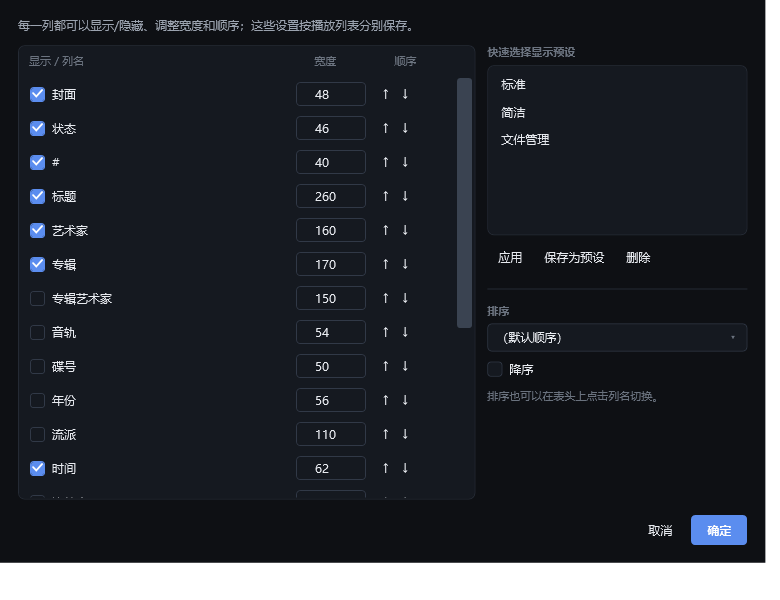 每一列都可以显示/隐藏、调整宽度和顺序；这些设置按播放列表分别保存。
显示 / 列名 宽度 顺序
封面 48 ↑ ↓
状态 46 ↑ ↓
# 40 ↑ ↓
标题 260 ↑ ↓
艺术家 160 ↑ ↓
专辑 170 ↑ ↓
专辑艺术家 150 ↑ ↓
音轨 54 ↑ ↓
碟号 50 ↑ ↓
年份 56 ↑ ↓
流派 110 ↑ ↓
时间 62 ↑ ↓
快速选择显示预设
标准
简洁
文件管理
应用 保存为预设 删除
排序
(默认顺序)
降序
排序也可以在表头上点击列名切换。
取消 确定